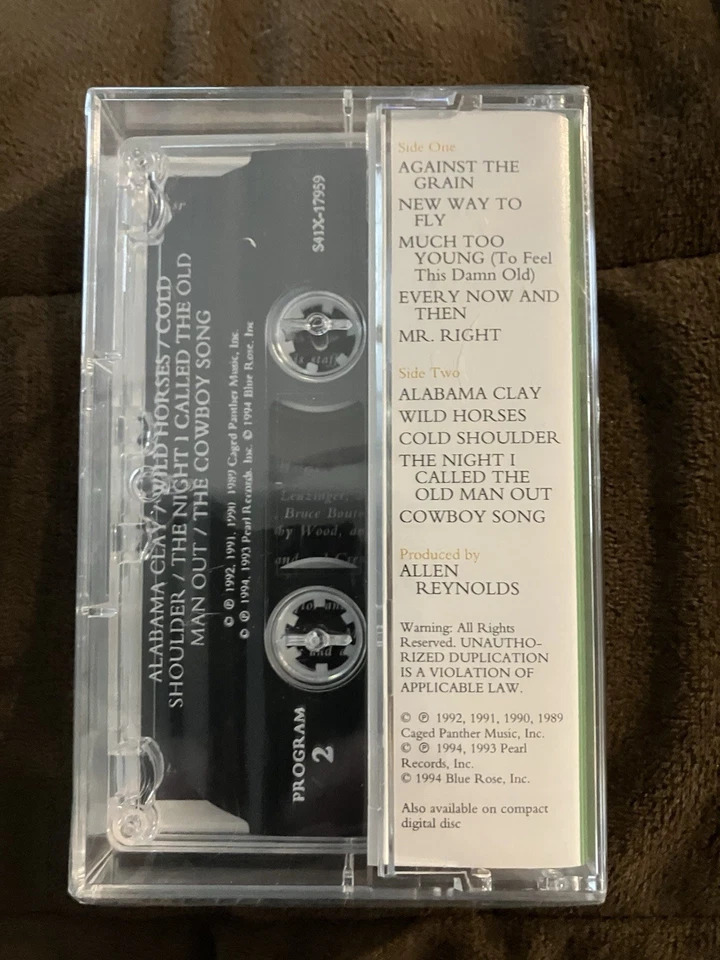 Side One
AGAINST THE
GRAIN
NEW WAY TO
FLY
MUCH TOO
YOUNG (To Feel
This Damn Old)
EVERY NOW AND
THEN
MR. RIGHT
Side Two
ALABAMA CLAY
WILD HORSES
COLD SHOULDER
THE NIGHT I
CALLED THE
OLD MAN OUT
COWBOY SONG
Produced by
ALLEN
REYNOLDS
Warning: All Rights
Reserved. UNAUTHO-
RIZED DUPLICATION
IS A VIOLATION OF
APPLICABLE LAW.
© ℗ 1992, 1991, 1990, 1989
Caged Panther Music, Inc.
© ℗ 1994, 1993 Pearl
Records, Inc.
© 1994 Blue Rose, Inc.
Also available on compact
digital disc
ALABAMA CLAY / WILD HORSES / COLD
SHOULDER / THE NIGHT I CALLED THE OLD
MAN OUT / THE COWBOY SONG
© ℗ 1992, 1991, 1990 1989 Caged Panther Music, Inc.
© ℗ 1994, 1993 Pearl Records, Inc. © 1994 Blue Rose, Inc
S41X-17959
PROGRAM
2
Leuzinger,
, Bruce
by Wood,